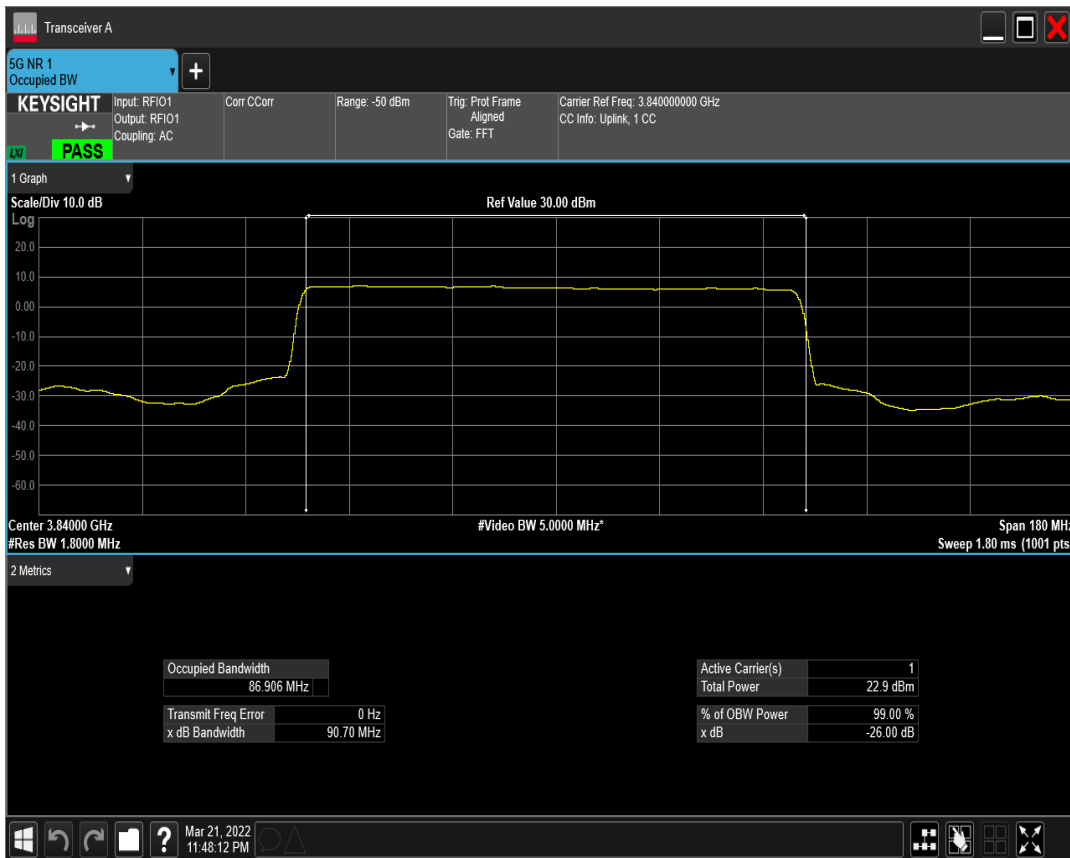 Transceiver A
5G NR 1
Occupied BW
KEYSIGHT
LXI
PASS
Input: RFIO1
Output: RFIO1
Coupling: AC
Corr CCorr
Range: -50 dBm
Trig: Prot Frame
Aligned
Gate: FFT
Carrier Ref Freq: 3.840000000 GHz
CC Info: Uplink, 1 CC
1 Graph
Scale/Div 10.0 dB
Ref Value 30.00 dBm
Log
20.0
10.0
0.00
-10.0
-20.0
-30.0
-40.0
-50.0
-60.0
Center 3.84000 GHz
#Video BW 5.0000 MHz*
Span 180 MHz
#Res BW 1.8000 MHz
Sweep 1.80 ms (1001 pts
2 Metrics
Occupied Bandwidth
86.906 MHz
Transmit Freq Error 0 Hz
x dB Bandwidth 90.70 MHz
Active Carrier(s) 1
Total Power 22.9 dBm
% of OBW Power 99.00 %
x dB -26.00 dB
Mar 21, 2022
11:48:12 PM